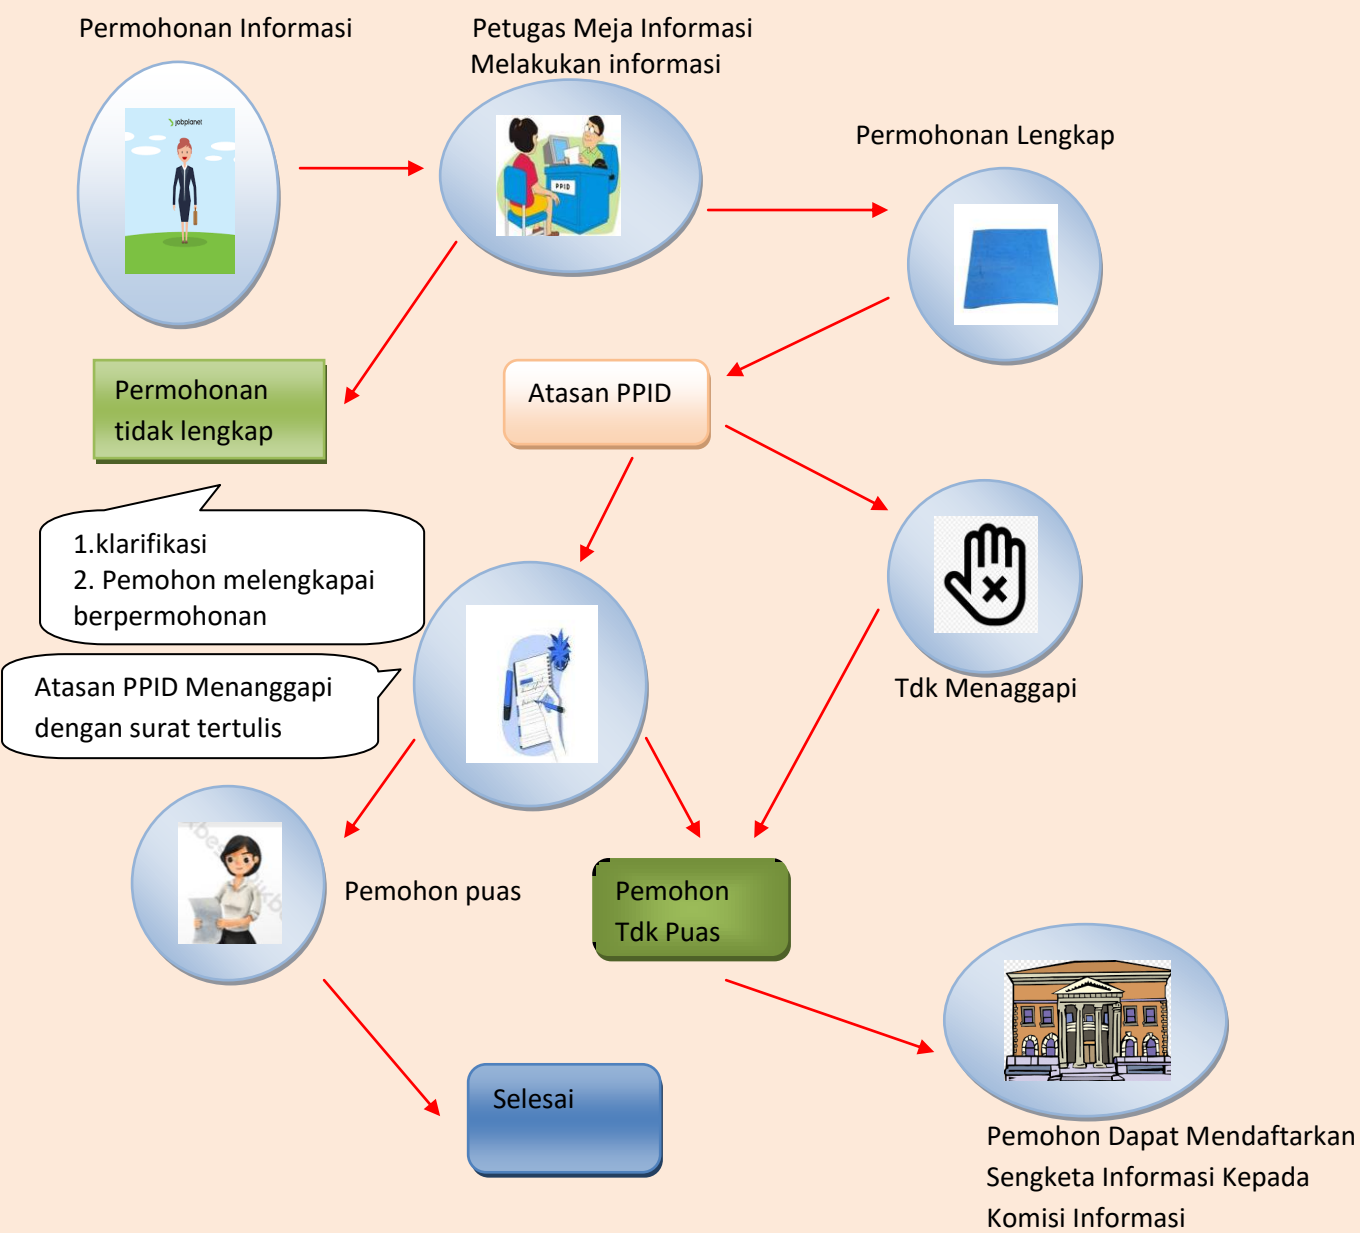 Permohonan Informasi
Petugas Meja Informasi
Melakukan informasi
jobplanet
PPID
Permohonan Lengkap
Permohonan
tidak lengkap
Atasan PPID
1.klarifikasi
2. Pemohon melengkapai
berpermohonan
Atasan PPID Menanggapi
dengan surat tertulis
Tdk Menaggapi
Pemohon puas
Pemohon
Tdk Puas
Selesai
Pemohon Dapat Mendaftarkan
Sengketa Informasi Kepada
Komisi Informasi